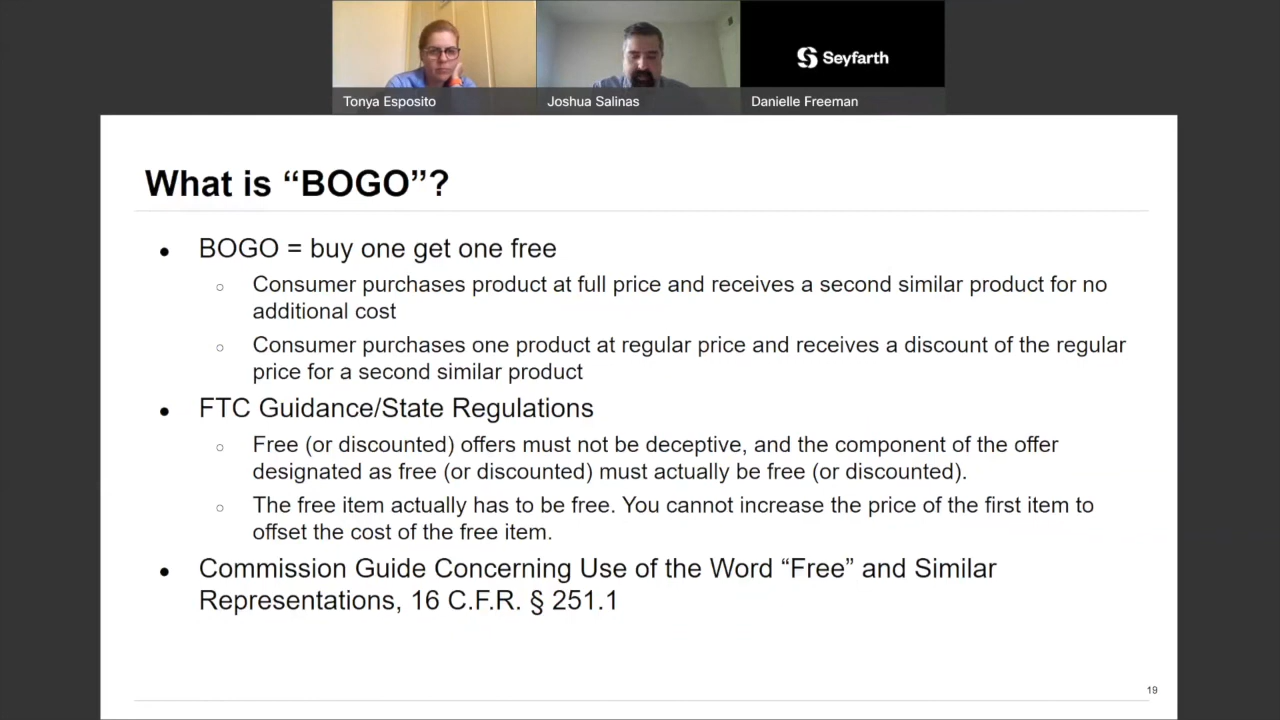 Seyfarth
Tonya Esposito
Joshua Salinas
Danielle Freeman
What is “BOGO”?
● BOGO = buy one get one free
○ Consumer purchases product at full price and receives a second similar product for no
additional cost
○ Consumer purchases one product at regular price and receives a discount of the regular
price for a second similar product
● FTC Guidance/State Regulations
○ Free (or discounted) offers must not be deceptive, and the component of the offer
designated as free (or discounted) must actually be free (or discounted).
○ The free item actually has to be free. You cannot increase the price of the first item to
offset the cost of the free item.
● Commission Guide Concerning Use of the Word “Free” and Similar
Representations, 16 C.F.R. § 251.1
19